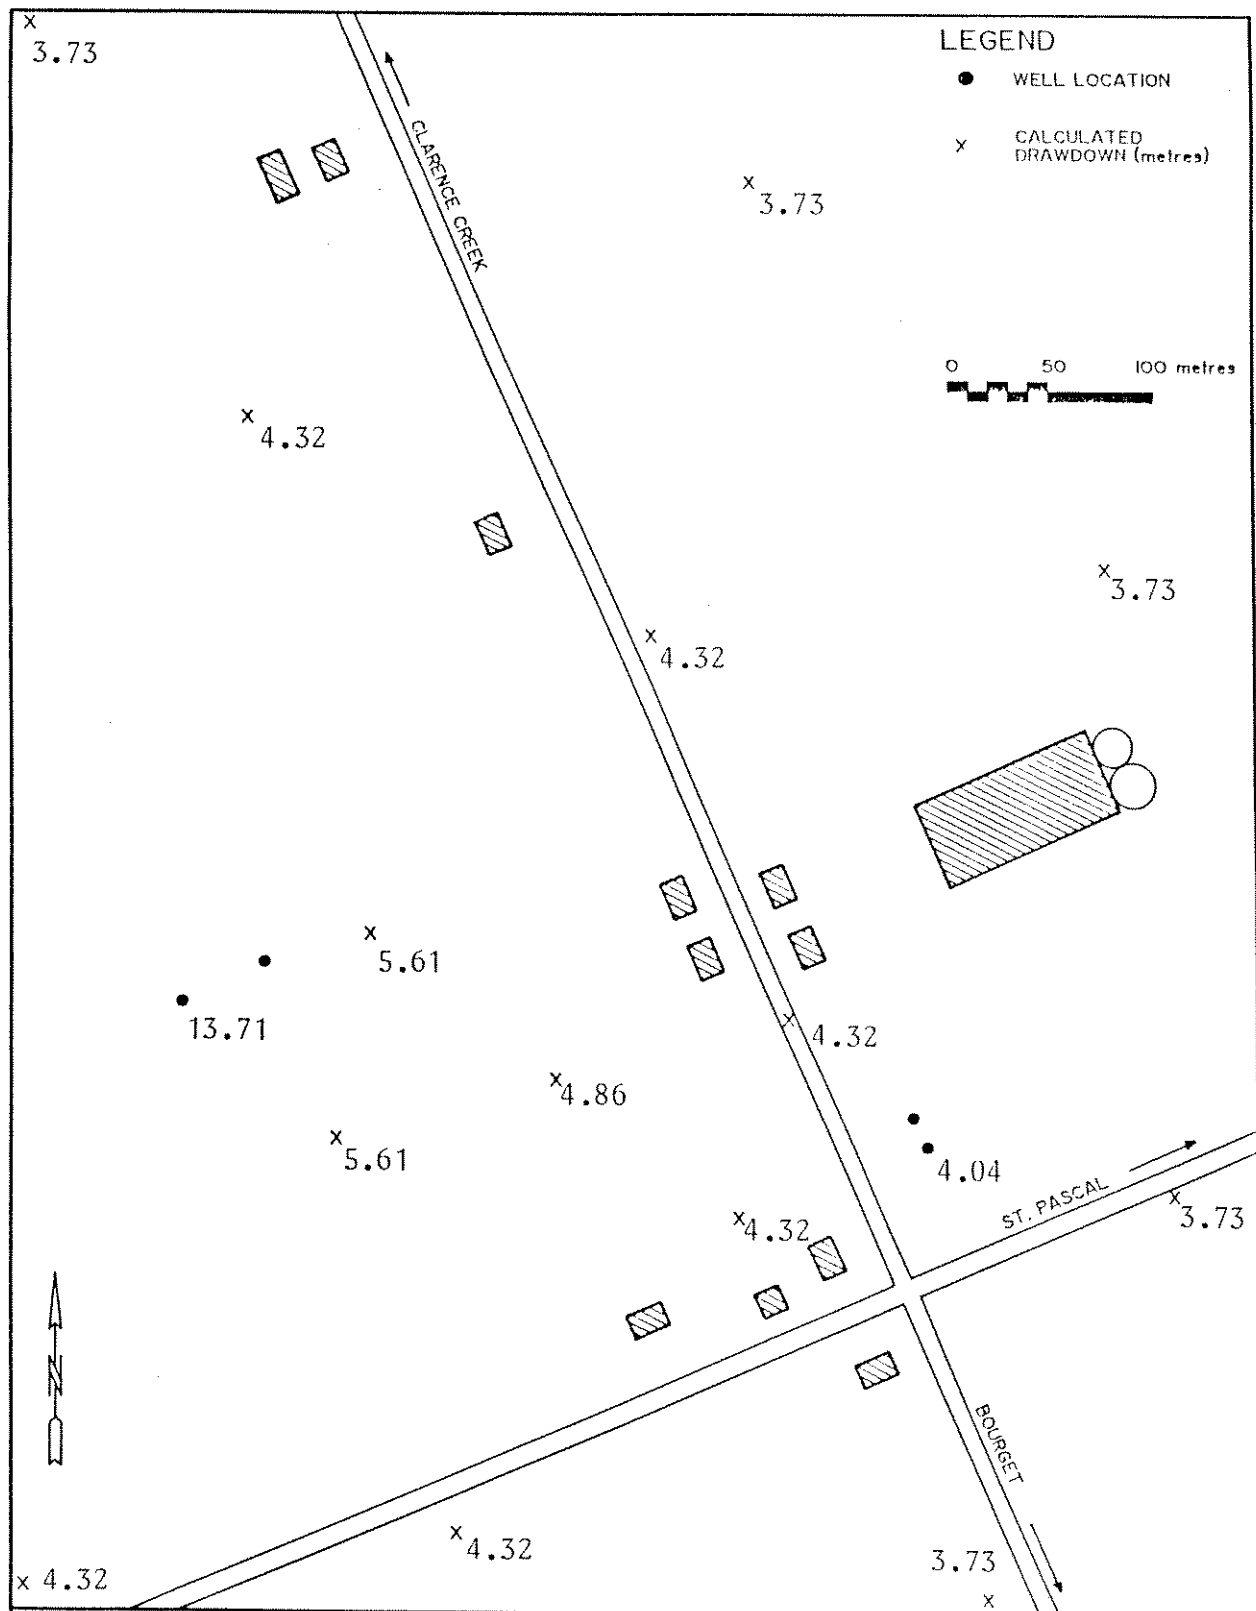 3.73
LEGEND
WELL LOCATION
CALCULATED
DRAWDOWN (metres)
CLARENCE CREEK
3.73
0 50 100 metres
4.32
3.73
4.32
5.61
13.71
4.32
4.86
5.61
4.04
ST. PASCAL
3.73
4.32
N
BOURGET
4.32
3.73
4.32